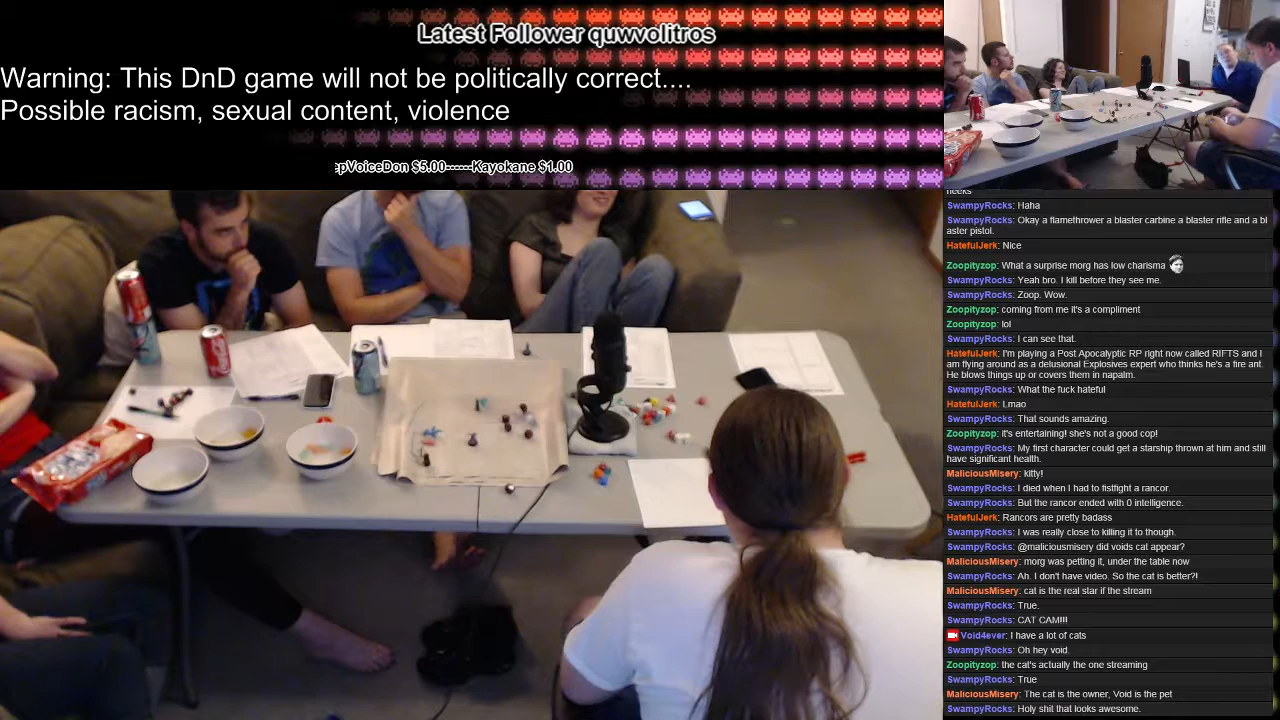 Latest Follower quwvolitros
Warning: This DnD game will not be politically correct....
Possible racism, sexual content, violence
epVoiceDon $5.00------Kayokane $1.00
SwampyRocks: Haha
SwampyRocks: Okay a flamethrower a blaster carbine a blaster rifle and a bl
aster pistol.
HatefulJerk: Nice
Zoopityzop: What a surprise morg has low charisma
SwampyRocks: Yeah bro. I kill before they see me.
SwampyRocks: Zoop. Wow.
Zoopityzop: coming from me it's a compliment
Zoopityzop: lol
SwampyRocks: I can see that.
HatefulJerk: I'm playing a Post Apocalyptic RP right now called RIFTS and I
am flying around as a delusional Explosives expert who thinks he's a fire ant.
He blows things up or covers them in napalm.
SwampyRocks: What the fuck hateful
HatefulJerk: Lmao
SwampyRocks: That sounds amazing.
Zoopityzop: it's entertaining! she's not a good cop!
SwampyRocks: My first character could get a starship thrown at him and still
have significant health.
MaliciousMisery: kitty!
SwampyRocks: I died when I had to fistfight a rancor.
SwampyRocks: But the rancor ended with 0 intelligence.
HatefulJerk: Rancors are pretty badass
SwampyRocks: I was really close to killing it to though.
SwampyRocks: @maliciousmisery did voids cat appear?
MaliciousMisery: morg was petting it, under the table now
SwampyRocks: Ah. I don't have video. So the cat is better?!
MaliciousMisery: cat is the real star if the stream
SwampyRocks: True.
SwampyRocks: CAT CAM!!!
Void4ever: I have a lot of cats
SwampyRocks: Oh hey void.
Zoopityzop: the cat's actually the one streaming
SwampyRocks: True
MaliciousMisery: The cat is the owner, Void is the pet
SwampyRocks: Holy shit that looks awesome.